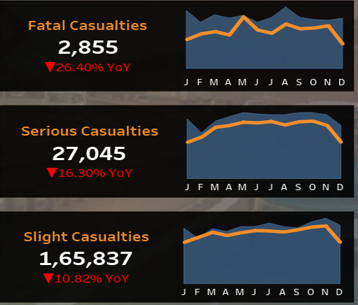 Fatal Casualties
2,855
▼26.40% YoY
J F M A M J J A S O N D
Serious Casualties
27,045
▼16.30% YoY
J F M A M J J A S O N D
Slight Casualties
1,65,837
▼10.82% YoY
J F M A M J J A S O N D